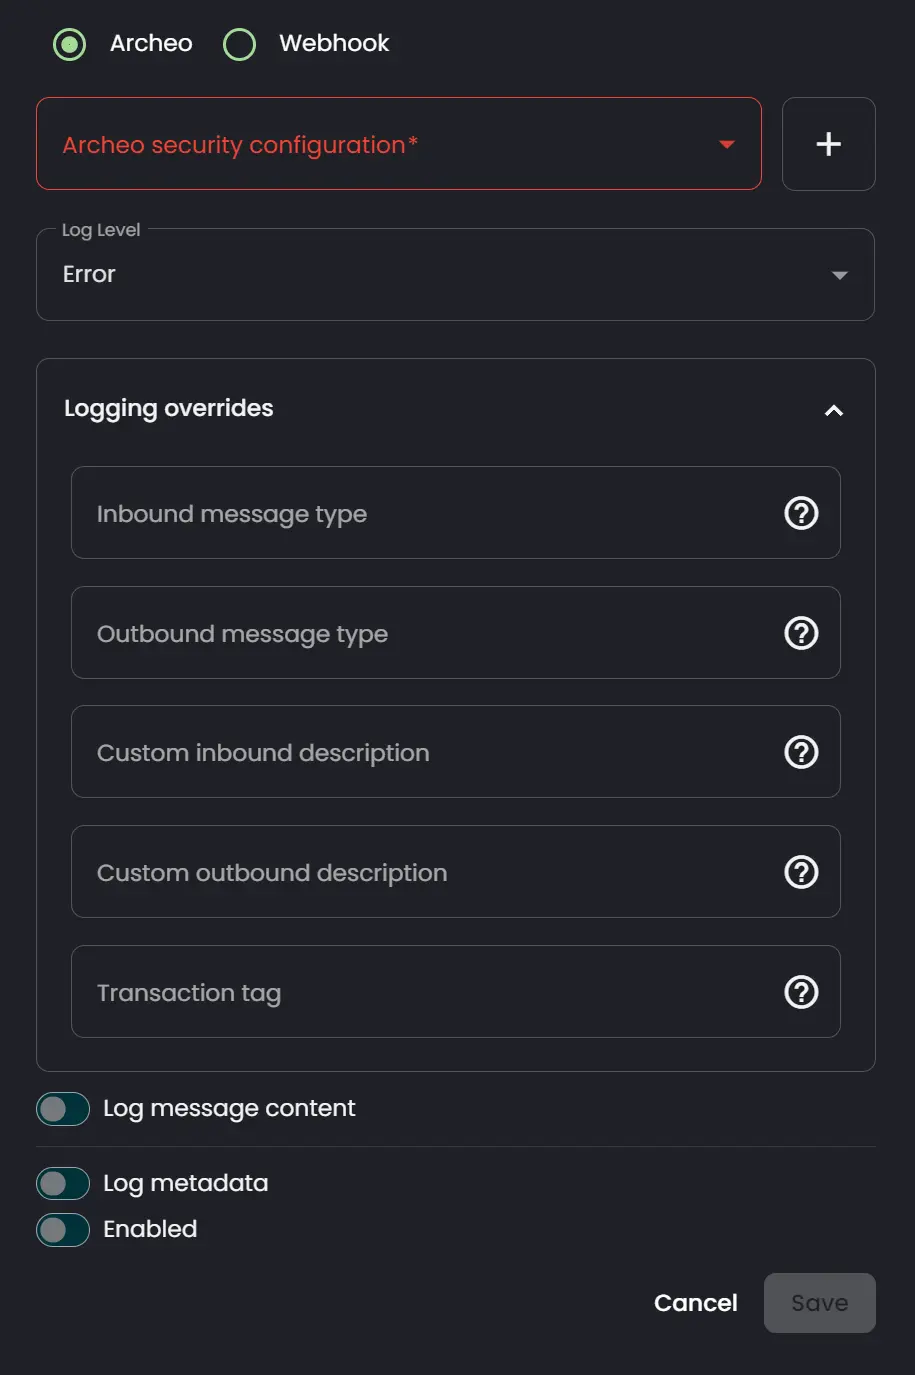 Archeo Webhook
Archeo security configuration*
Log Level
Error
Logging overrides
Inbound message type
Outbound message type
Custom inbound description
Custom outbound description
Transaction tag
Log message content
Log metadata
Enabled
Cancel Save